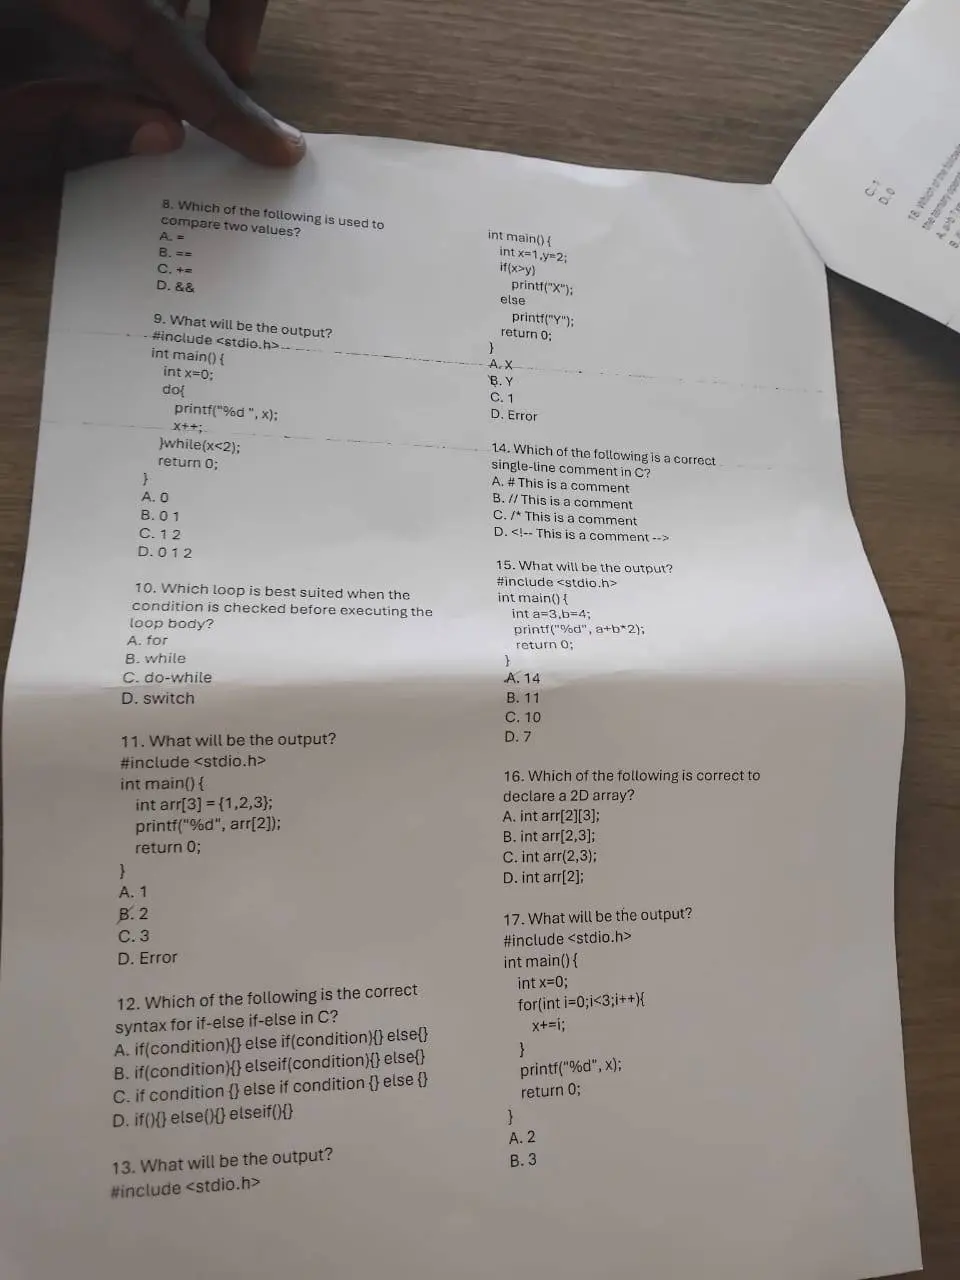 8. Which of the following is used to
compare two values?
A. =
B. ==
C. +=
D. &&
9. What will be the output?
#include <stdio.h>
int main() {
int x=0;
do{
printf("%d ", x);
x++;
}while(x<2);
return 0;
}
A. 0
B. 0 1
C. 1 2
D. 0 1 2
10. Which loop is best suited when the
condition is checked before executing the
loop body?
A. for
B. while
C. do-while
D. switch
11. What will be the output?
#include <stdio.h>
int main() {
int arr[3] = {1,2,3};
printf("%d", arr[2]);
return 0;
}
A. 1
B. 2
C. 3
D. Error
12. Which of the following is the correct
syntax for if-else if-else in C?
A. if(condition){} else if(condition){} else{}
B. if(condition){} elseif(condition){} else{}
C. if condition {} else if condition {} else {}
D. if(){} else(){} elseif(){}
13. What will be the output?
#include <stdio.h>
int main() {
int x=1,y=2;
if(x>y)
printf("X");
else
printf("Y");
return 0;
}
A. X
B. Y
C. 1
D. Error
14. Which of the following is a correct
single-line comment in C?
A. # This is a comment
B. // This is a comment
C. /* This is a comment
D. <!-- This is a comment -->
15. What will be the output?
#include <stdio.h>
int main() {
int a=3,b=4;
printf("%d", a+b*2);
return 0;
}
A. 14
B. 11
C. 10
D. 7
16. Which of the following is correct to
declare a 2D array?
A. int arr[2][3];
B. int arr[2,3];
C. int arr(2,3);
D. int arr[2];
17. What will be the output?
#include <stdio.h>
int main() {
int x=0;
for(int i=0;i<3;i++){
x+=i;
}
printf("%d", x);
return 0;
}
A. 2
B. 3
C. 1
D. 0
18. Which of the
the ternary